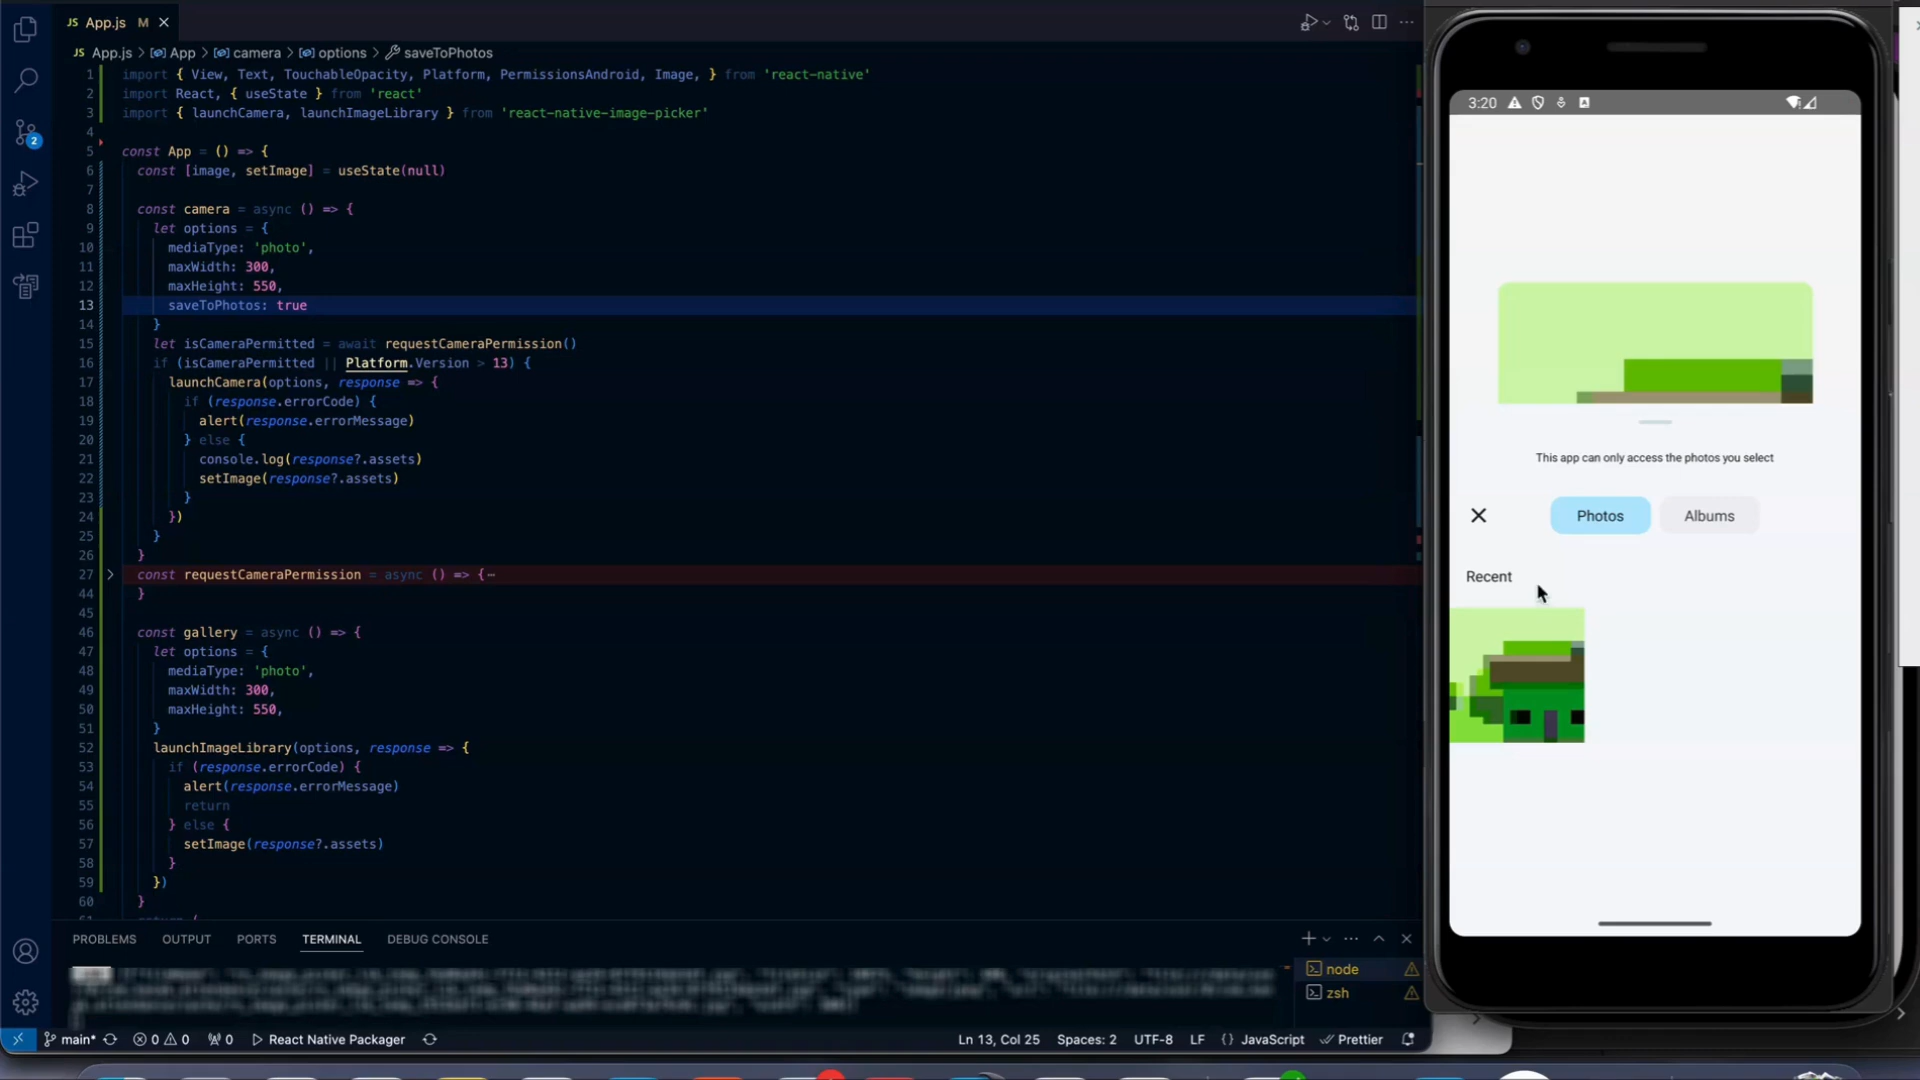 JS App.js M
JS App.js > App > camera > options > saveToPhotos
1 import { View, Text, TouchableOpacity, Platform, PermissionsAndroid, Image, } from 'react-native'
2 import React, { useState } from 'react'
3 import { launchCamera, launchImageLibrary } from 'react-native-image-picker'
4
5 const App = () => {
6 const [image, setImage] = useState(null)
7
8 const camera = async () => {
9 let options = {
10 mediaType: 'photo',
11 maxWidth: 300,
12 maxHeight: 550,
13 saveToPhotos: true
14 }
15 let isCameraPermitted = await requestCameraPermission()
16 if (isCameraPermitted || Platform.Version > 13) {
17 launchCamera(options, response => {
18 if (response.errorCode) {
19 alert(response.errorMessage)
20 } else {
21 console.log(response?.assets)
22 setImage(response?.assets)
23 }
24 })
25 }
26 }
27 const requestCameraPermission = async () => {⋯
44 }
45
46 const gallery = async () => {
47 let options = {
48 mediaType: 'photo',
49 maxWidth: 300,
50 maxHeight: 550,
51 }
52 launchImageLibrary(options, response => {
53 if (response.errorCode) {
54 alert(response.errorMessage)
55 return
56 } else {
57 setImage(response?.assets)
58 }
59 })
60 }
PROBLEMS OUTPUT PORTS TERMINAL DEBUG CONSOLE
node
zsh
2
main* 0 0 0 React Native Packager
Ln 13, Col 25 Spaces: 2 UTF-8 LF {} JavaScript Prettier
3:20
This app can only access the photos you select
Photos Albums
Recent